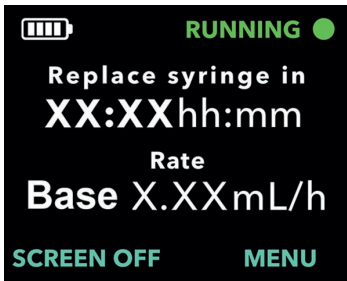 RUNNING
Replace syringe in
XX:XXhh:mm
Rate
Base X.XXmL/h
SCREEN OFF MENU